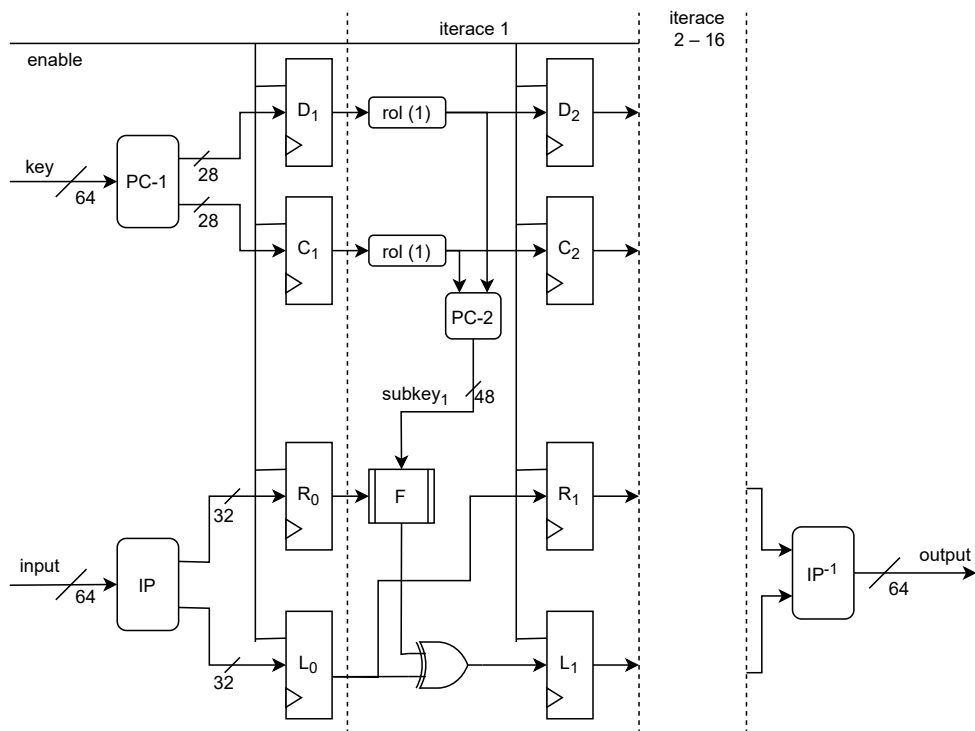 iterace 1
iterace
2 – 16
enable
D1
rol (1)
D2
key
64
PC-1
28
28
C1
rol (1)
C2
PC-2
subkey1
48
R0
F
R1
32
input
64
IP
32
L0
L1
IP-1
output
64